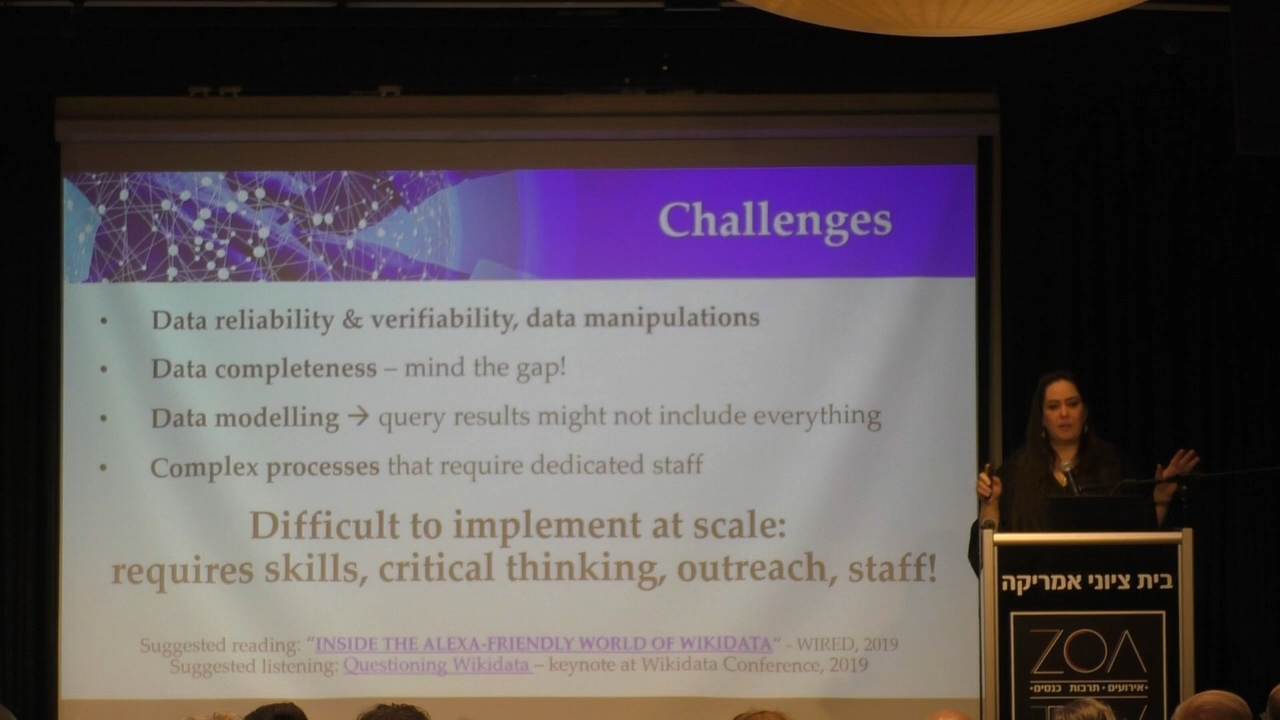 Challenges
• Data reliability & verifiability, data manipulations
• Data completeness – mind the gap!
• Data modelling → query results might not include everything
• Complex processes that require dedicated staff
Difficult to implement at scale:
requires skills, critical thinking, outreach, staff!
Suggested reading: “INSIDE THE ALEXA-FRIENDLY WORLD OF WIKIDATA” - WIRED, 2019
Suggested listening: Questioning Wikidata – keynote at Wikidata Conference, 2019
בית ציוני אמריקה
ZOA
•אירועים • תרבות כנסים•